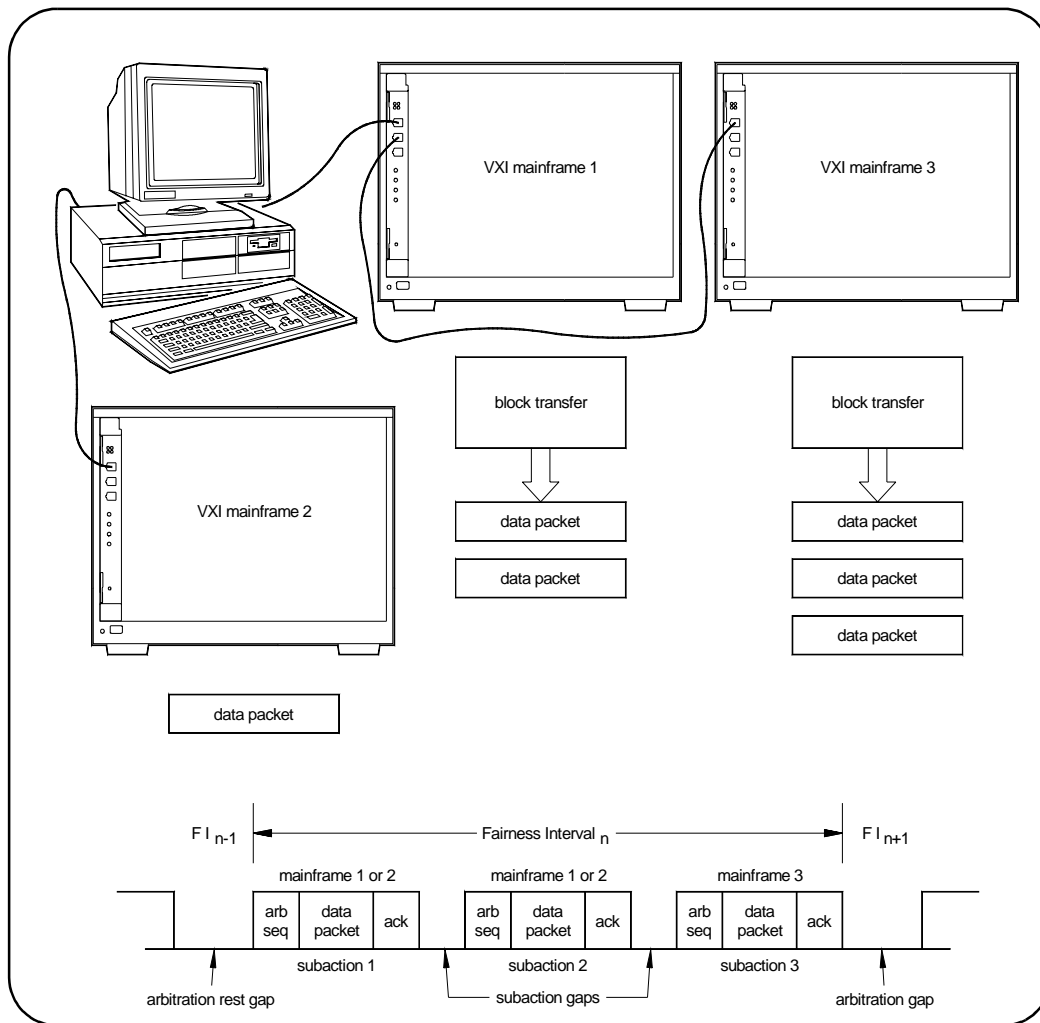 VXI mainframe 1
VXI mainframe 3
VXI mainframe 2
block transfer
block transfer
data packet
data packet
data packet
data packet
data packet
data packet
F I n-1
Fairness Interval n
F I n+1
mainframe 1 or 2
mainframe 1 or 2
mainframe 3
arb seq
data packet
ack
arb seq
data packet
ack
arb seq
data packet
ack
subaction 1
subaction 2
subaction 3
arbitration rest gap
subaction gaps
arbitration gap